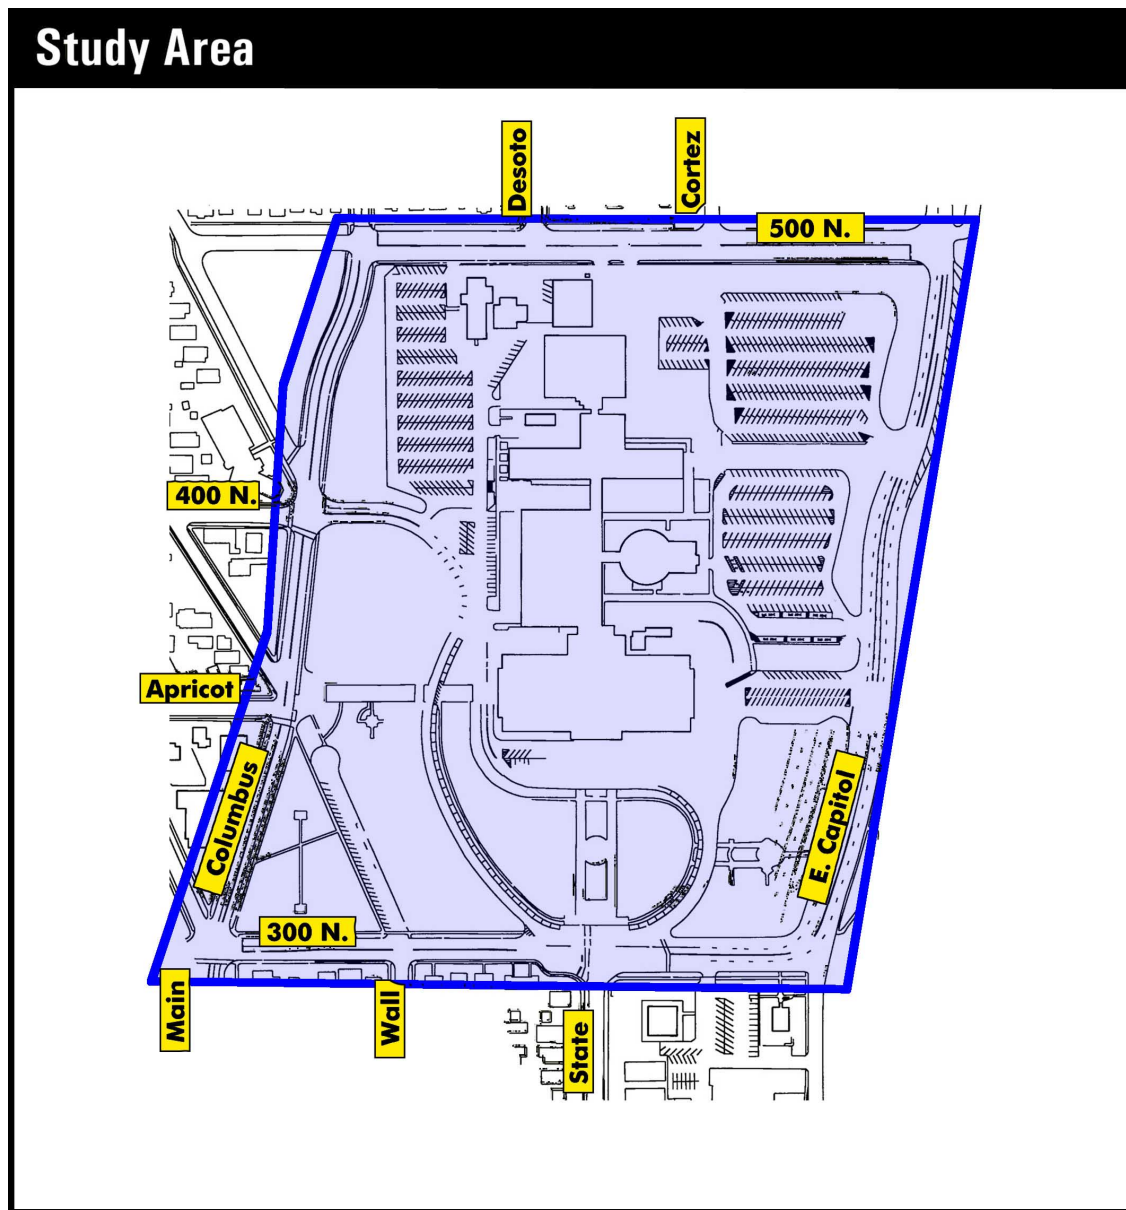 Study Area
Desoto
Cortez
500 N.
400 N.
Apricot
Columbus
E. Capitol
300 N.
Main
Wall
State